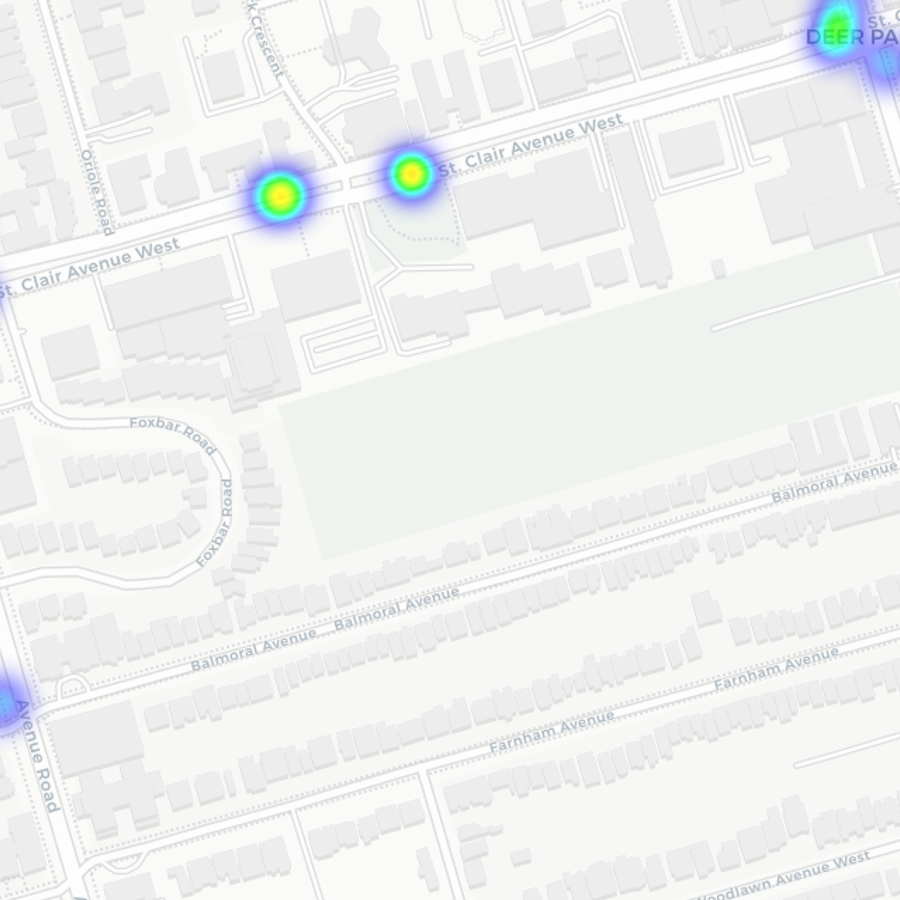 St. C
DEER PA
k Crescent
St. Clair Avenue West
Oriole Road
St. Clair Avenue West
Foxbar Road
Foxbar Road
Balmoral Avenue
Balmoral Avenue
Balmoral Avenue
Farnham Avenue
Farnham Avenue
Avenue Road
Woodlawn Avenue West